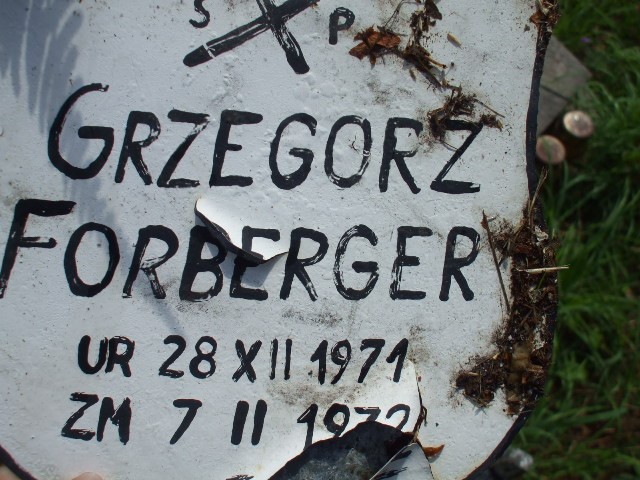 S P
GRZEGORZ
FORBERGER
UR 28 XII 1971
ZM 7 II 1972